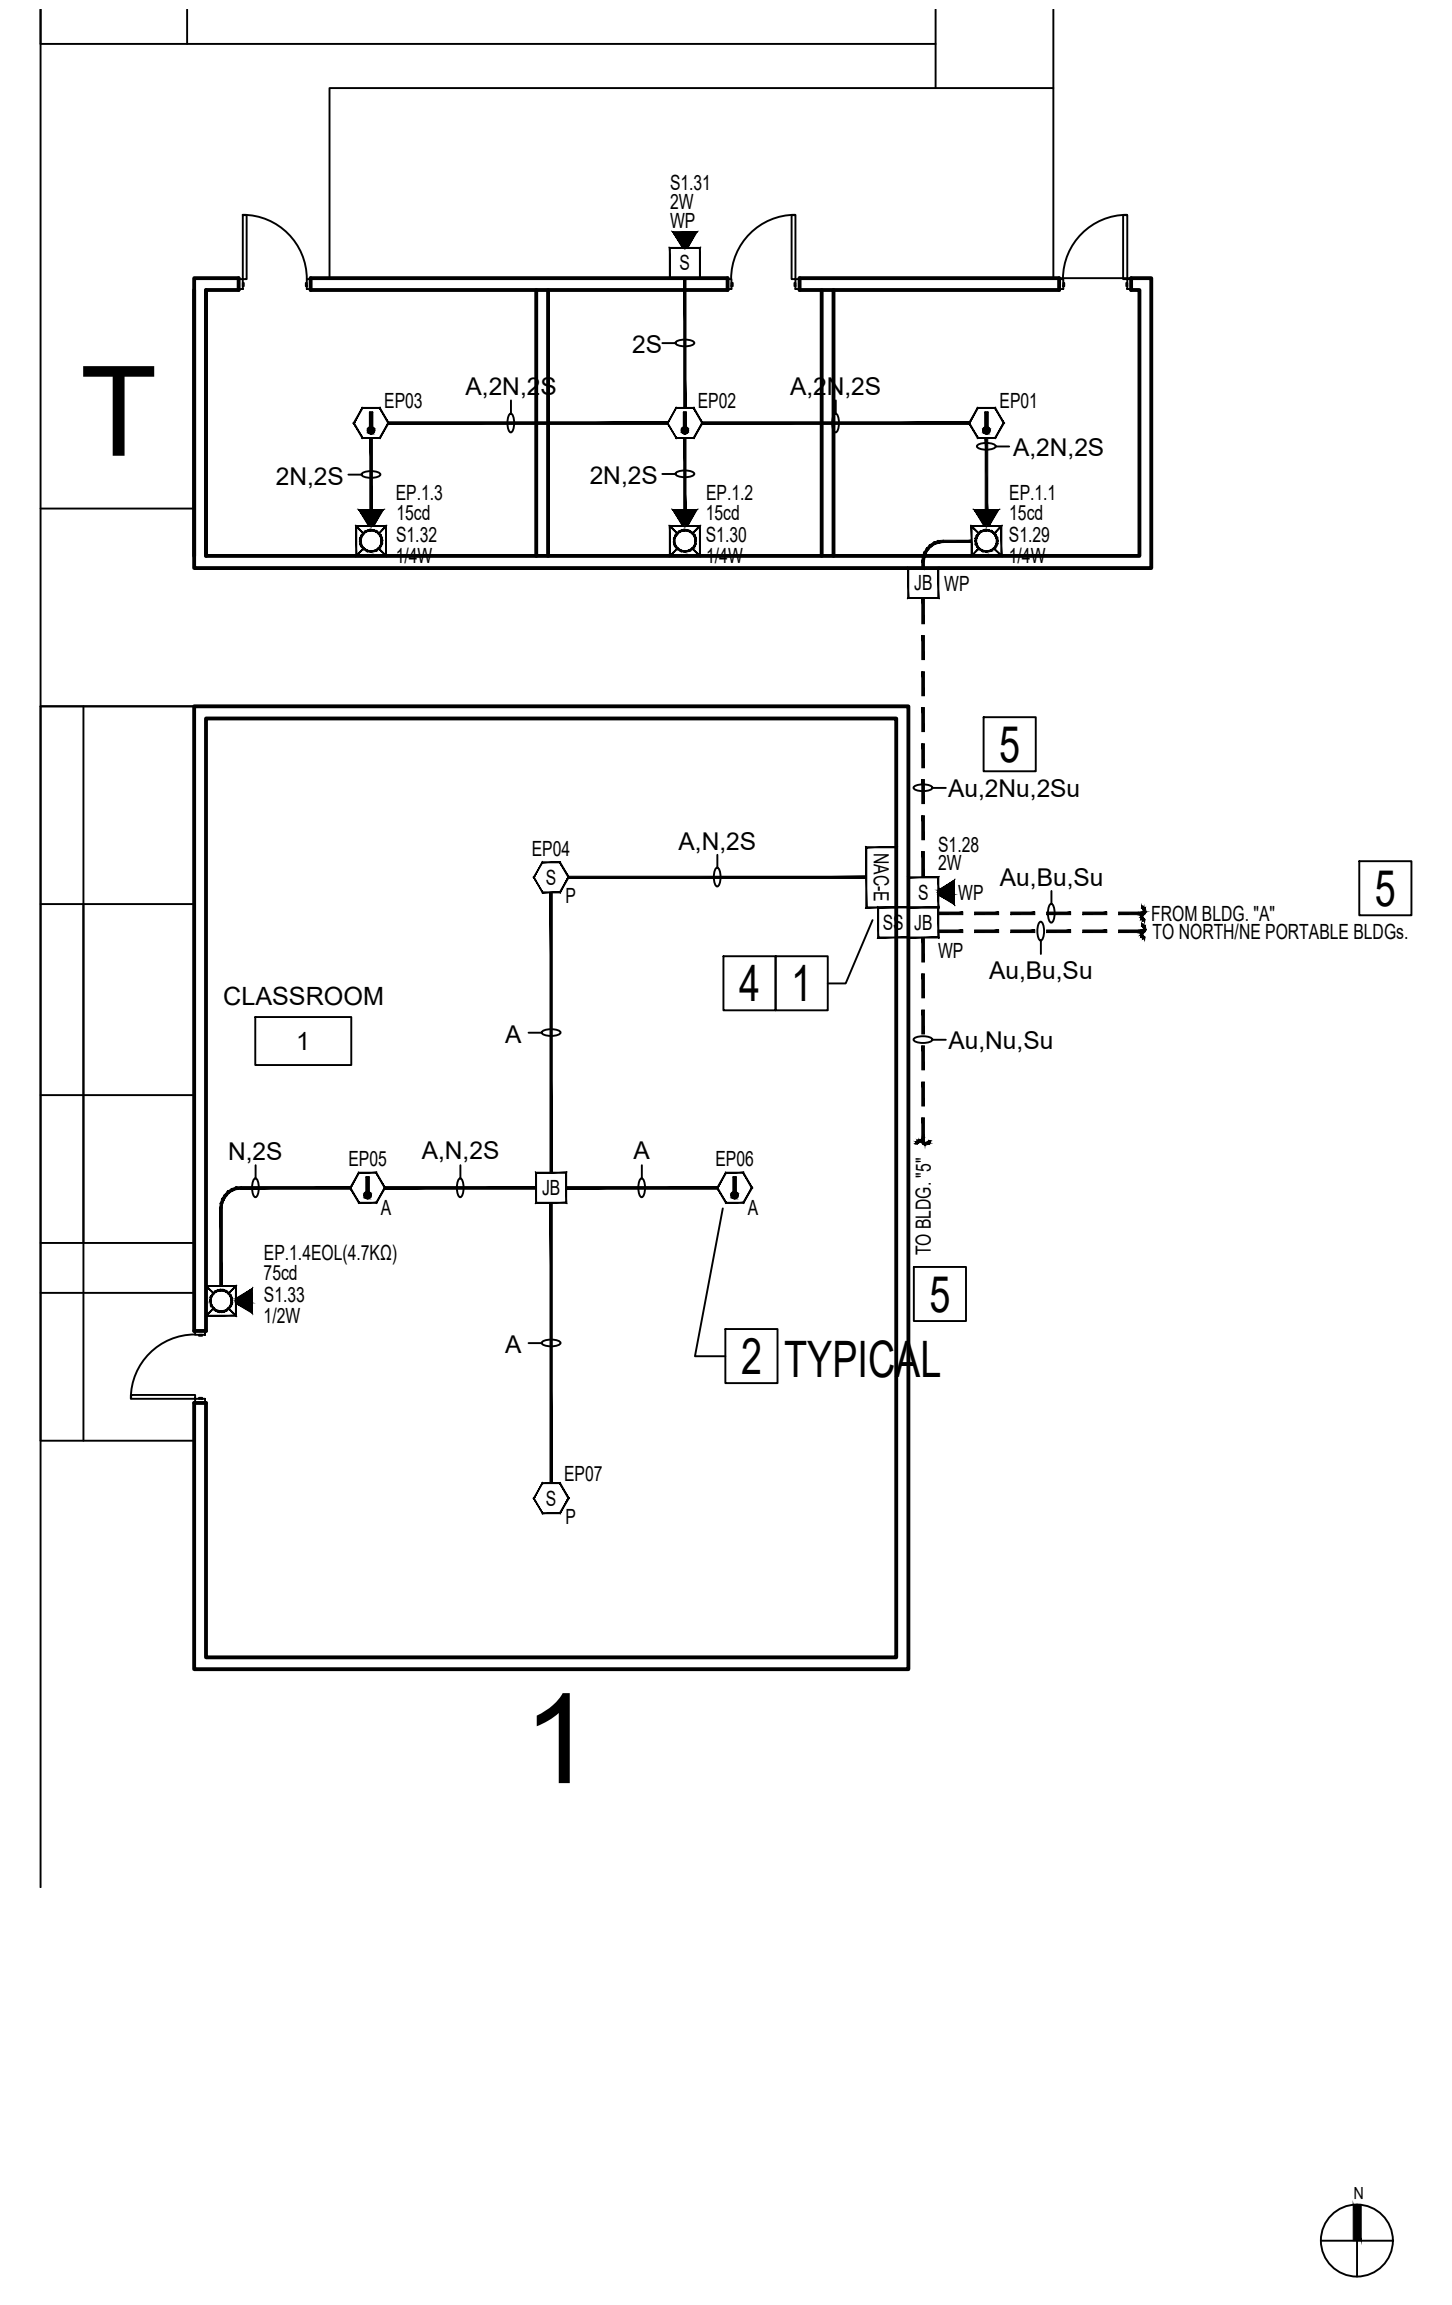 S1.31
2W
WP
S
2S
T
EP03
A,2N,2S
EP02
A,2N,2S
EP01
A,2N,2S
2N,2S
2N,2S
EP.1.3
15cd
S1.32
1/4W
EP.1.2
15cd
S1.30
1/4W
EP.1.1
15cd
S1.29
1/4W
JB WP
5
Au,2Nu,2Su
EP04
S
P
A,N,2S
NAC-E
S1.28
2W
S
WP
Au,Bu,Su
5
SS
JB
FROM BLDG. "A"
TO NORTH/NE PORTABLE BLDGs.
WP
Au,Bu,Su
4 1
CLASSROOM
1
A
Au,Nu,Su
N,2S
EP05
A
A,N,2S
JB
A
EP06
A
TO BLDG. "5"
5
EP.1.4EOL(4.7KΩ)
75cd
S1.33
1/2W
A
2 TYPICAL
EP07
S
P
1
N